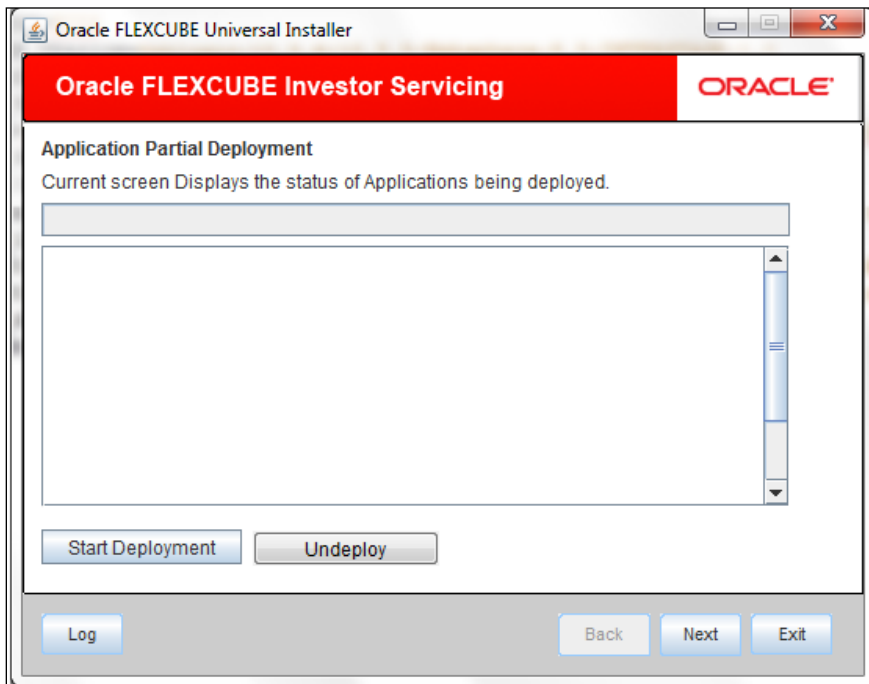 Oracle FLEXCUBE Universal Installer
Oracle FLEXCUBE Investor Servicing
ORACLE'
Application Partial Deployment
Current screen Displays the status of Applications being deployed.
Start Deployment Undeploy
Log Back Next Exit